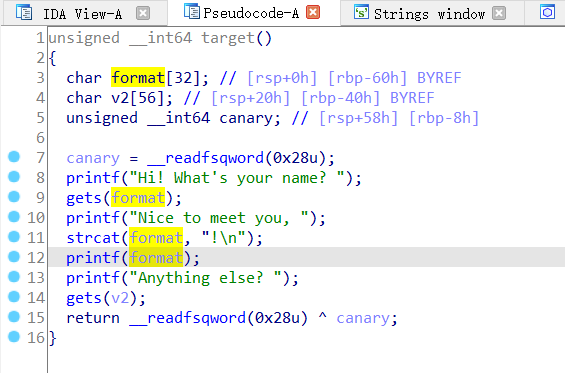 IDA View-A Pseudocode-A Strings window
1 unsigned __int64 target()
2 {
3 char format[32]; // [rsp+0h] [rbp-60h] BYREF
4 char v2[56]; // [rsp+20h] [rbp-40h] BYREF
5 unsigned __int64 canary; // [rsp+58h] [rbp-8h]
6
7 canary = __readfsqword(0x28u);
8 printf("Hi! What's your name? ");
9 gets(format);
10 printf("Nice to meet you, ");
11 strcat(format, "!\n");
12 printf(format);
13 printf("Anything else? ");
14 gets(v2);
15 return __readfsqword(0x28u) ^ canary;
16 }